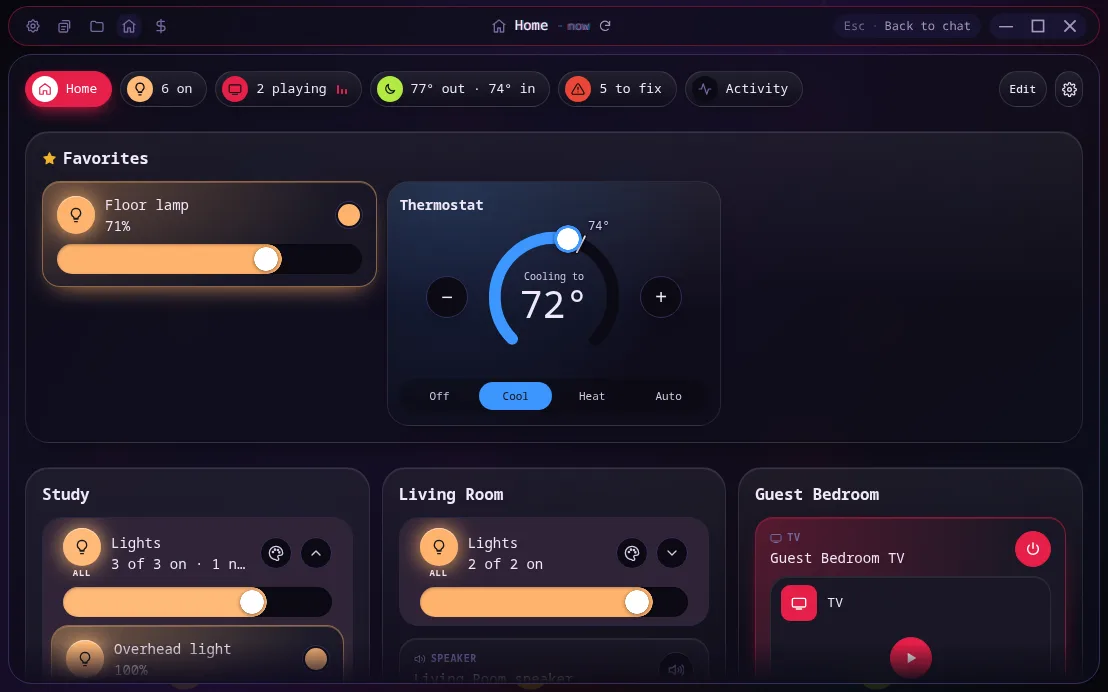 Home - now
Esc · Back to chat
Home
6 on
2 playing
77° out · 74° in
5 to fix
Activity
Edit
Favorites
Floor lamp
71%
Thermostat
74°
Cooling to
72°
−
+
Off
Cool
Heat
Auto
Study
Lights
3 of 3 on · 1 n…
ALL
Overhead light
100%
Living Room
Lights
2 of 2 on
ALL
SPEAKER
Living Room speaker
Guest Bedroom
TV
Guest Bedroom TV
TV